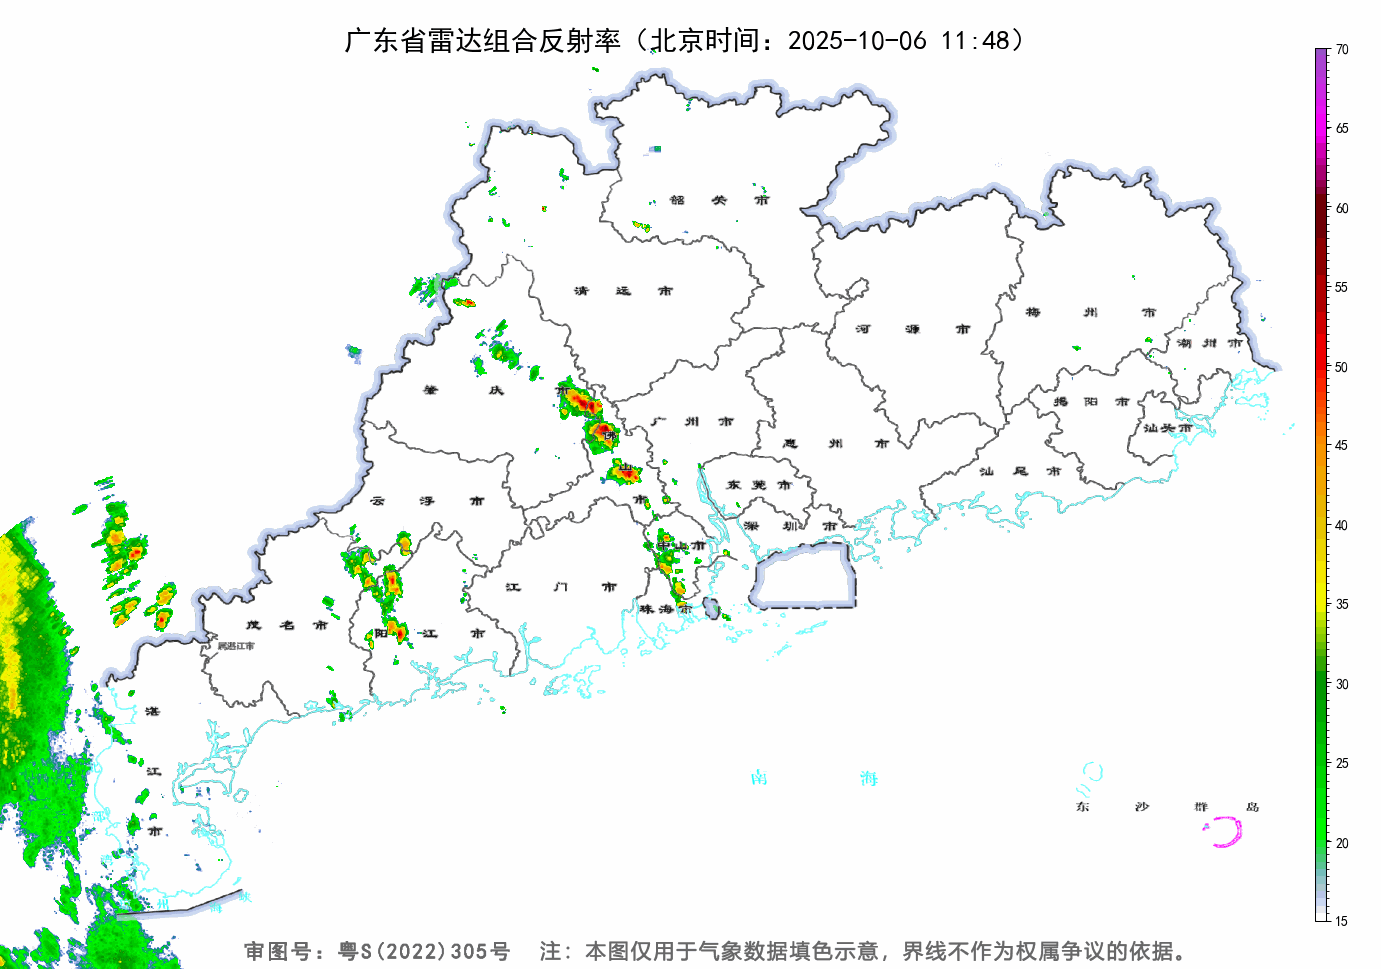 广东省雷达组合反射率（北京时间：2025-10-06 11:48）
70
65
60
55
50
45
40
35
30
25
20
15
韶关市
清远市
河源市
梅州市
潮州市
肇庆市
广州市
揭阳市
汕头市
惠州市
佛山市
汕尾市
东莞市
云浮市
深圳市
中山市
江门市
珠海市
茂名市
阳江市
属湛江市
湛江市
南海
东沙群岛
州
海
峡
审图号：粤S(2022)305号 注：本图仅用于气象数据填色示意，界线不作为权属争议的依据。